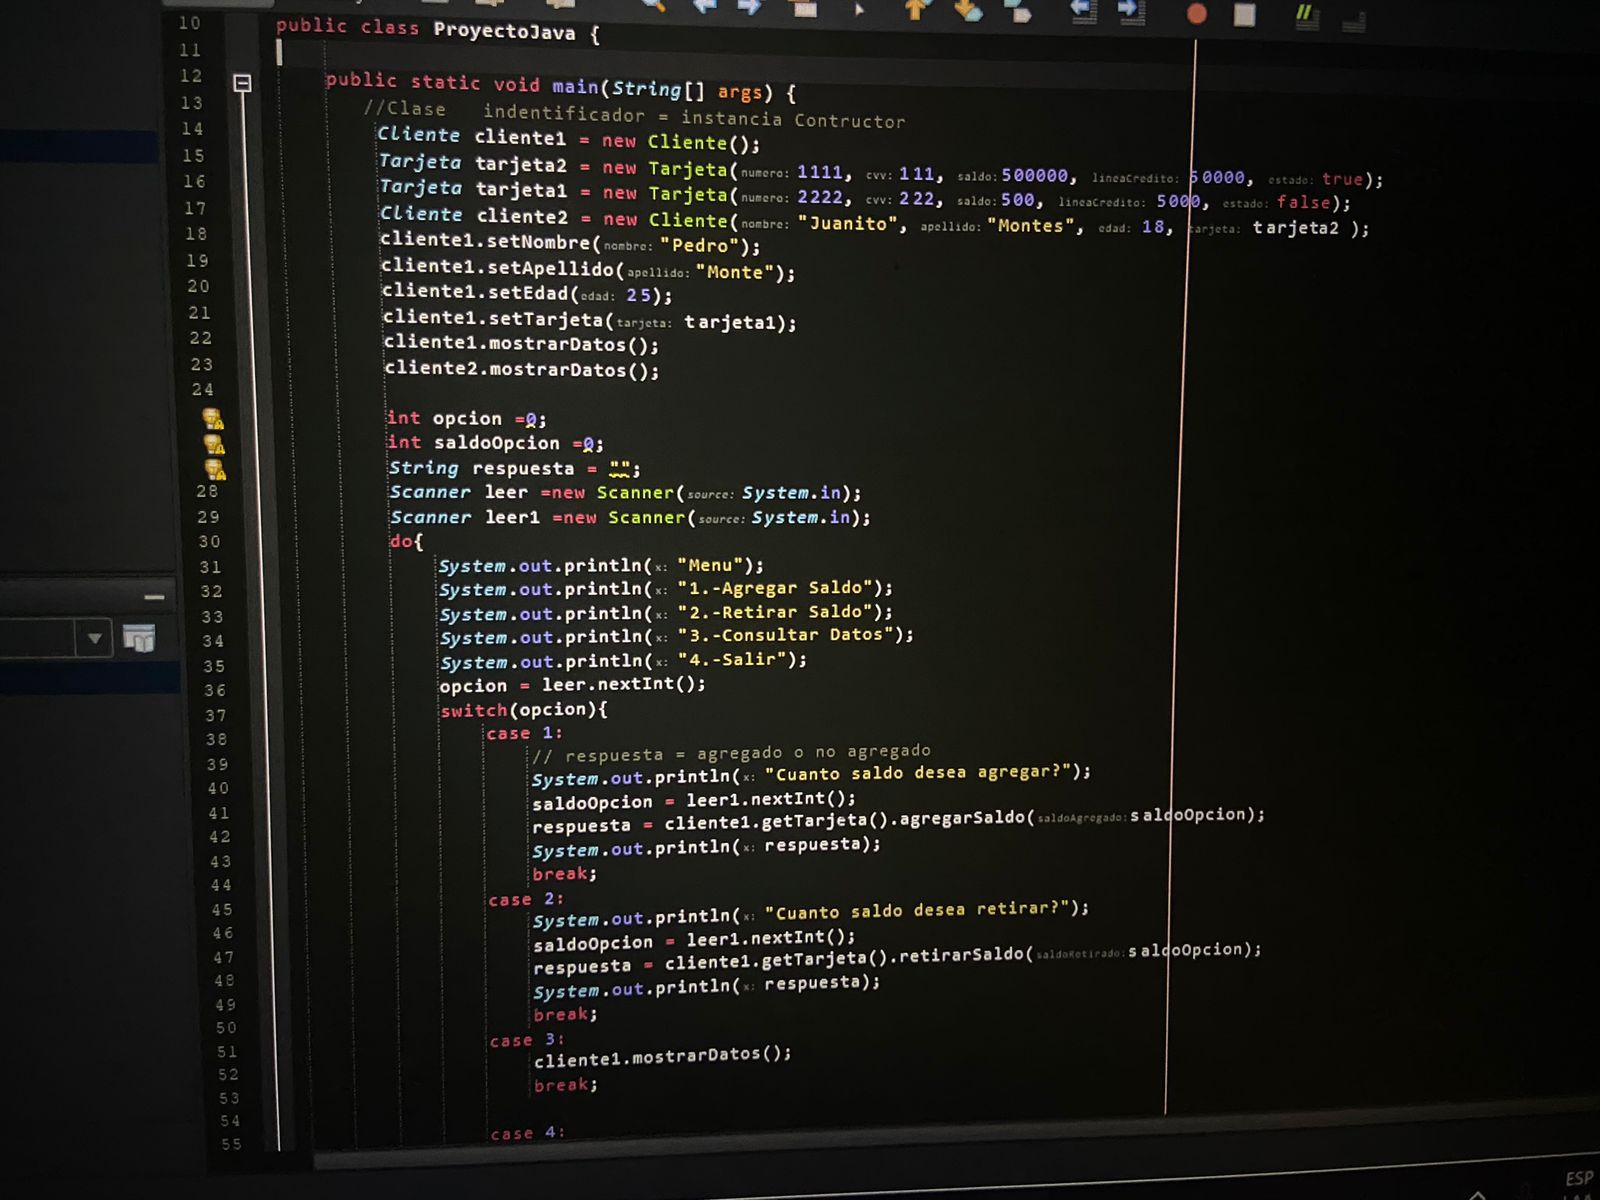 10 public class ProyectoJava {
11
12 public static void main(String[] args) {
13 //Clase   indentificador = instancia Contructor
14 Cliente cliente1 = new Cliente();
15 Tarjeta tarjeta2 = new Tarjeta(numero: 1111, cvv: 111, saldo: 500000, lineaCredito: 50000, estado: true);
16 Tarjeta tarjeta1 = new Tarjeta(numero: 2222, cvv: 222, saldo: 500, lineaCredito: 5000, estado: false);
17 Cliente cliente2 = new Cliente(nombre: "Juanito", apellido: "Montes", edad: 18, tarjeta: tarjeta2 );
18 cliente1.setNombre(nombre: "Pedro");
19 cliente1.setApellido(apellido: "Monte");
20 cliente1.setEdad(edad: 25);
21 cliente1.setTarjeta(tarjeta: tarjeta1);
22 cliente1.mostrarDatos();
23 cliente2.mostrarDatos();
24
int opcion =0;
int saldoOpcion =0;
String respuesta = "";
28 Scanner leer =new Scanner(source: System.in);
29 Scanner leer1 =new Scanner(source: System.in);
30 do{
31 System.out.println(x: "Menu");
32 System.out.println(x: "1.-Agregar Saldo");
33 System.out.println(x: "2.-Retirar Saldo");
34 System.out.println(x: "3.-Consultar Datos");
35 System.out.println(x: "4.-Salir");
36 opcion = leer.nextInt();
37 switch(opcion){
38 case 1:
39 // respuesta = agregado o no agregado
40 System.out.println(x: "Cuanto saldo desea agregar?");
41 saldoOpcion = leer1.nextInt();
42 respuesta = cliente1.getTarjeta().agregarSaldo(saldoAgregado: saldoOpcion);
43 System.out.println(x: respuesta);
44 break;
45 case 2:
46 System.out.println(x: "Cuanto saldo desea retirar?");
47 saldoOpcion = leer1.nextInt();
48 respuesta = cliente1.getTarjeta().retirarSaldo(saldoRetirado: saldoOpcion);
49 System.out.println(x: respuesta);
50 break;
51 case 3:
52 cliente1.mostrarDatos();
53 break;
54
55 case 4:
ESP